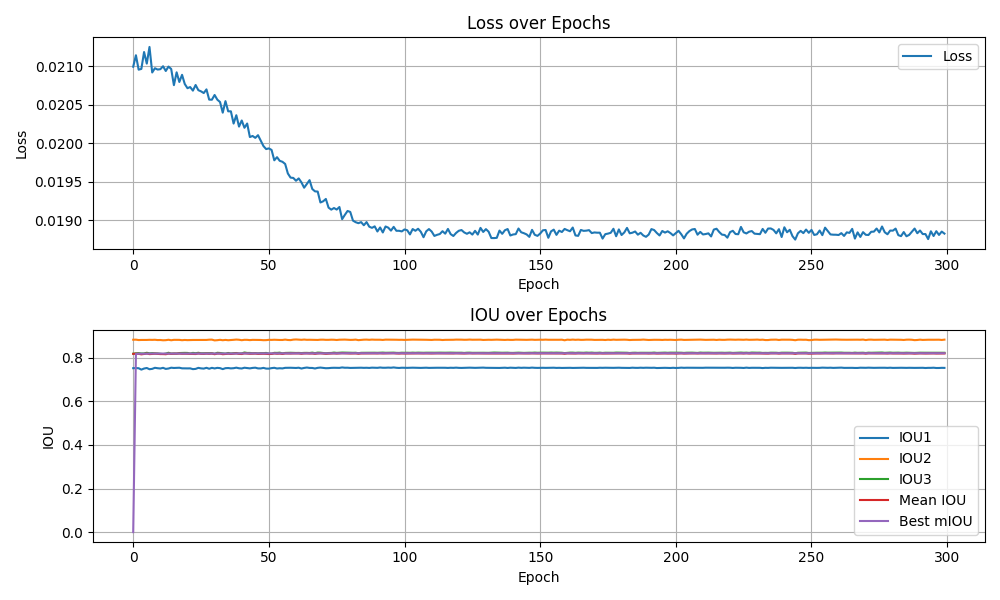 Loss over Epochs
Loss
0.0210
0.0205
0.0200
0.0195
0.0190
Loss
0 50 100 150 200 250 300
Epoch
IOU over Epochs
0.8
0.6
0.4
0.2
0.0
IOU
IOU1
IOU2
IOU3
Mean IOU
Best mIOU
0 50 100 150 200 250 300
Epoch